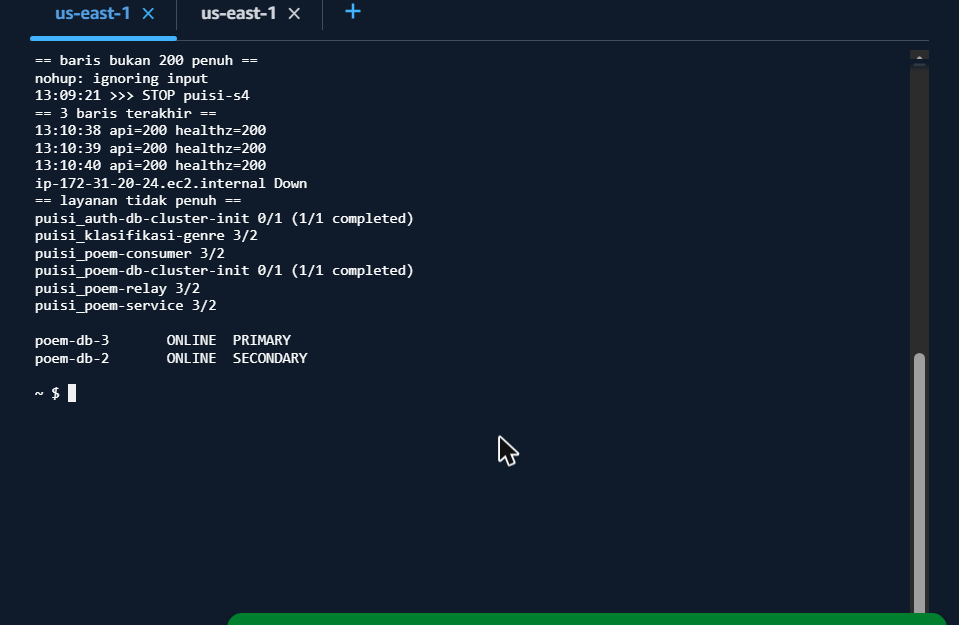 us-east-1 × us-east-1 × +
== baris bukan 200 penuh ==
nohup: ignoring input
13:09:21 >>> STOP puisi-s4
== 3 baris terakhir ==
13:10:38 api=200 healthz=200
13:10:39 api=200 healthz=200
13:10:40 api=200 healthz=200
ip-172-31-20-24.ec2.internal Down
== layanan tidak penuh ==
puisi_auth-db-cluster-init 0/1 (1/1 completed)
puisi_klasifikasi-genre 3/2
puisi_poem-consumer 3/2
puisi_poem-db-cluster-init 0/1 (1/1 completed)
puisi_poem-relay 3/2
puisi_poem-service 3/2
poem-db-3 ONLINE PRIMARY
poem-db-2 ONLINE SECONDARY
~ $